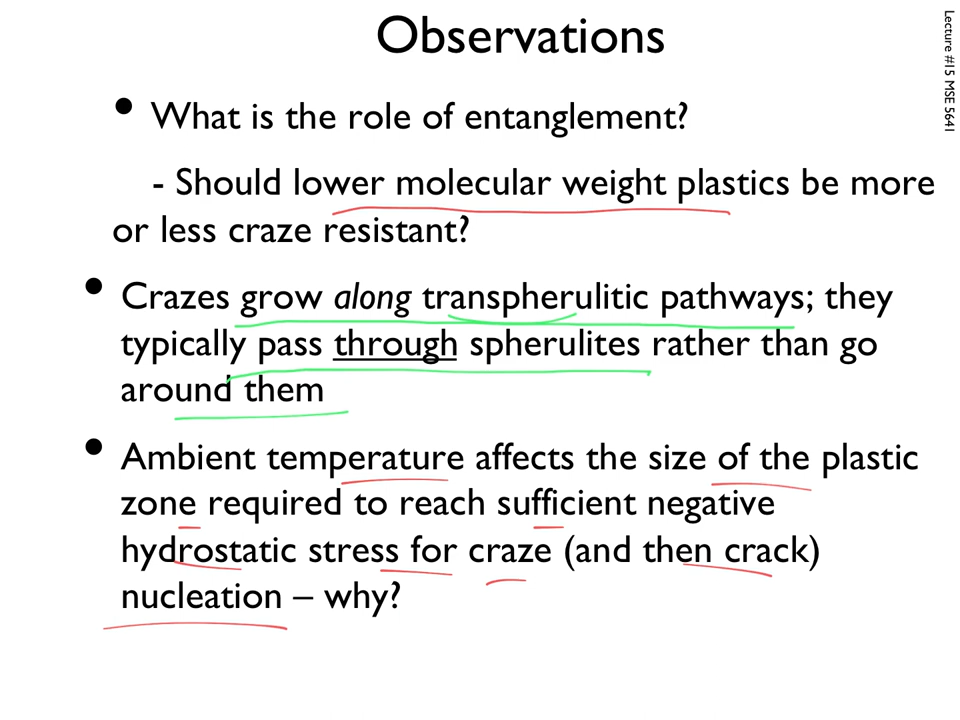 Observations
Lecture #15 MSE 5641
• What is the role of entanglement?
- Should lower molecular weight plastics be more
or less craze resistant?
• Crazes grow along transpherulitic pathways; they
typically pass through spherulites rather than go
around them
• Ambient temperature affects the size of the plastic
zone required to reach sufficient negative
hydrostatic stress for craze (and then crack)
nucleation – why?